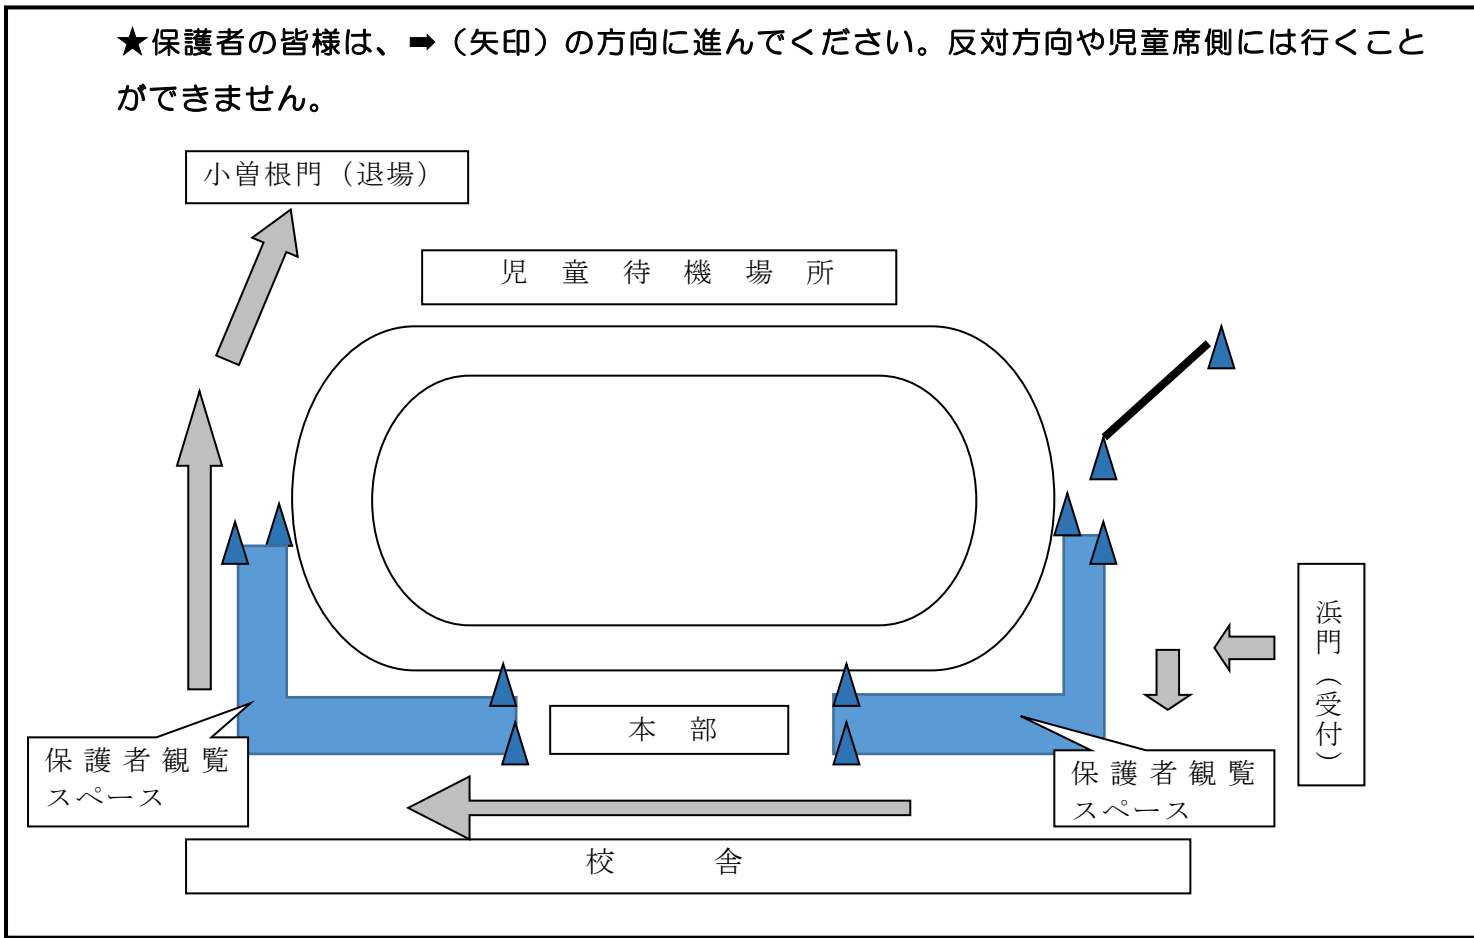 ★保護者の皆様は、➡（矢印）の方向に進んでください。反対方向や児童席側には行くこと
ができません。
小曽根門（退場）
児童待機場所
浜門（受付）
本部
保護者観覧
スペース
保護者観覧
スペース
校舎